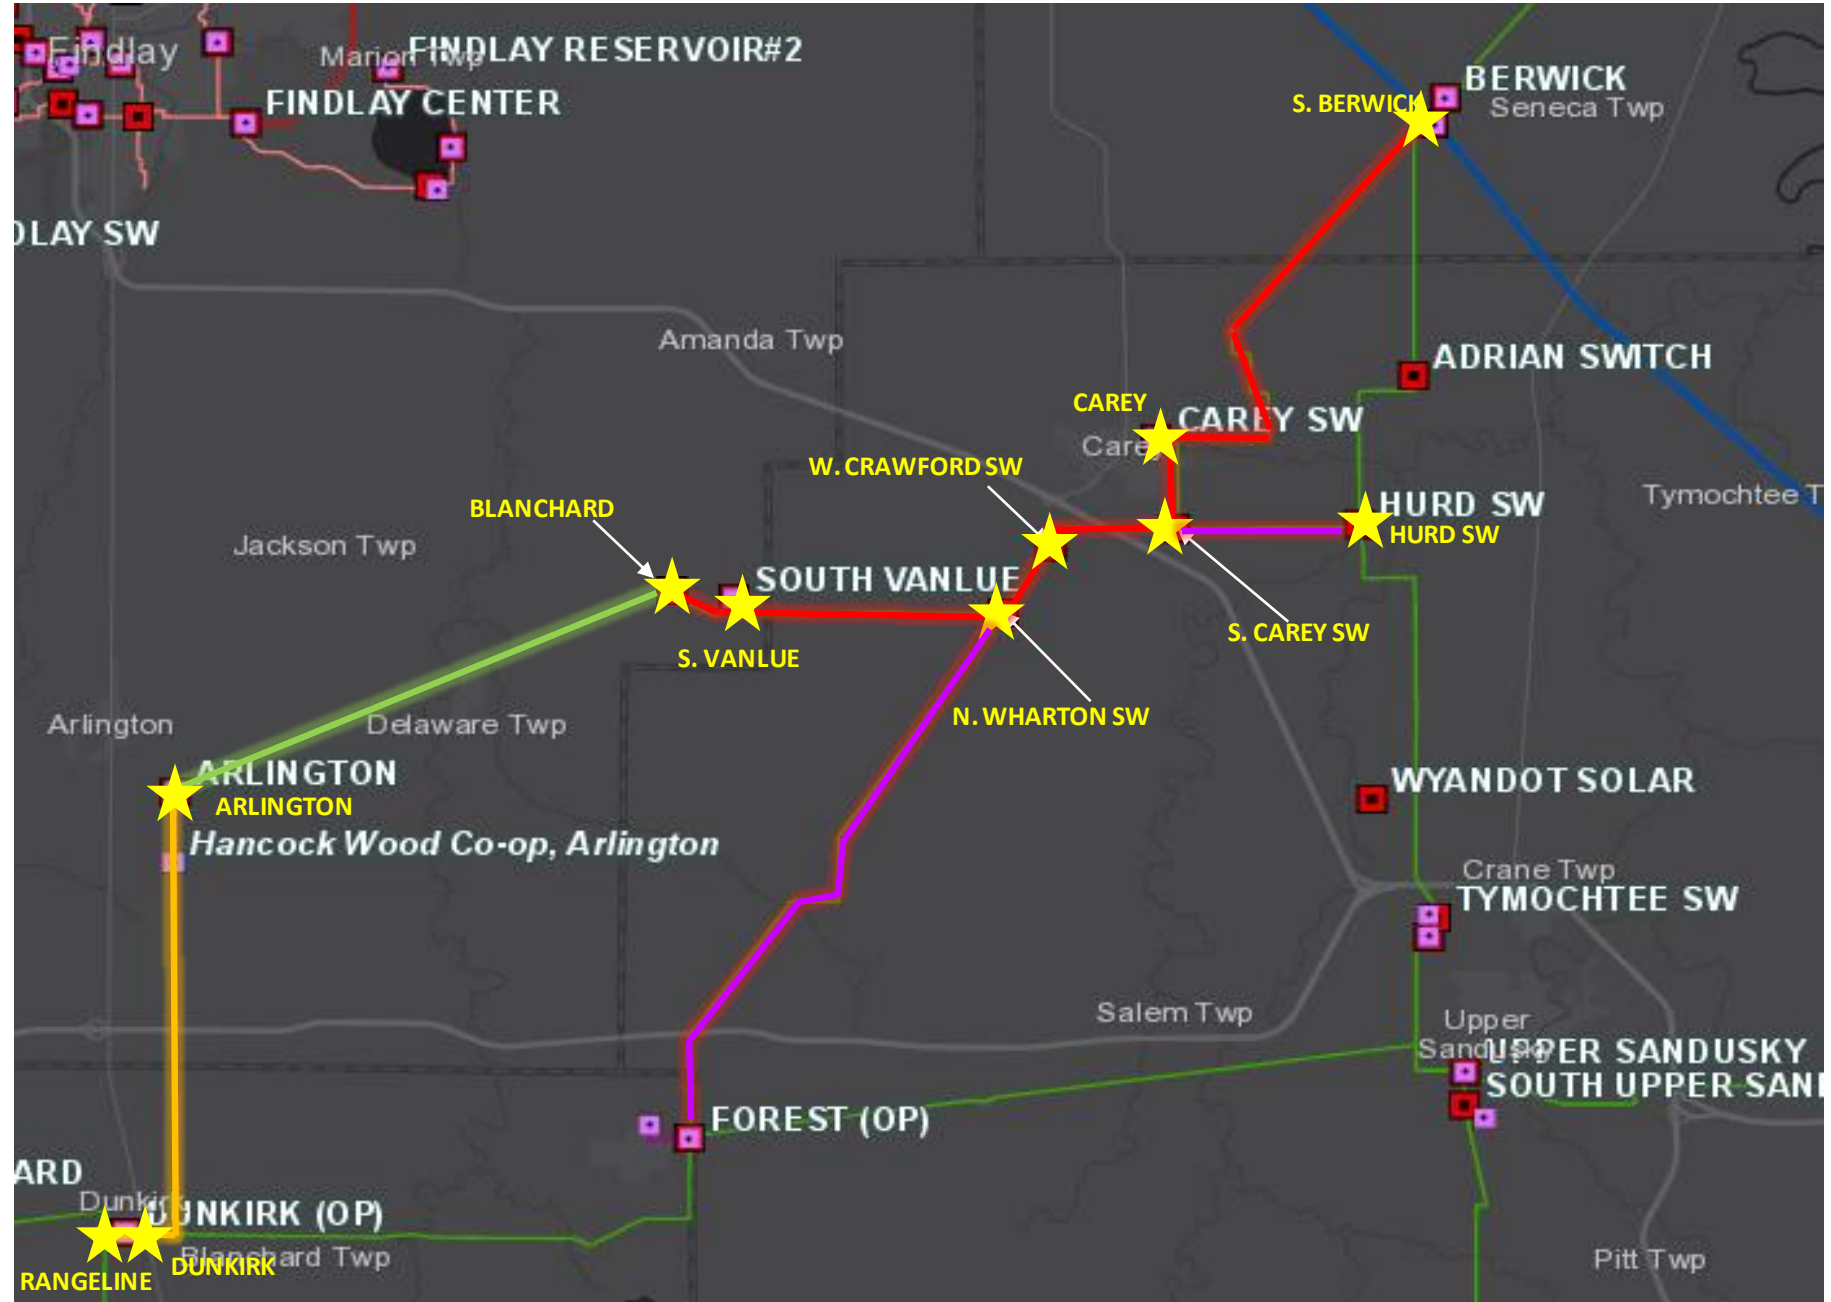 Findlay
Marion Twp
FINDLAY RESERVOIR#2
FINDLAY CENTER
BERWICK
S. BERWICK
Seneca Twp
DLAY SW
Amanda Twp
ADRIAN SWITCH
CAREY
CAREY SW
Carey
W. CRAWFORD SW
BLANCHARD
HURD SW
HURD SW
Tymochtee T
Jackson Twp
SOUTH VANLUE
S. CAREY SW
S. VANLUE
N. WHARTON SW
Arlington
Delaware Twp
ARLINGTON
ARLINGTON
WYANDOT SOLAR
Hancock Wood Co-op, Arlington
Crane Twp
TYMOCHTEE SW
Salem Twp
Upper
Sandusky
UPPER SANDUSKY
SOUTH UPPER SAN
FOREST (OP)
ARD
Dunkirk
DUNKIRK (OP)
Blanchard Twp
DUNKIRK
RANGELINE
Pitt Twp